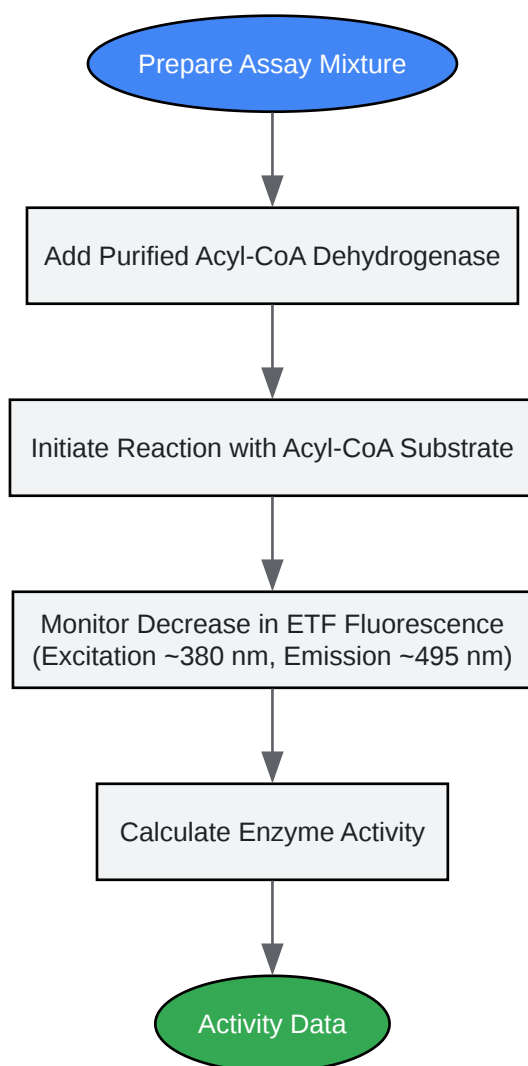 Prepare Assay Mixture
Add Purified Acyl-CoA Dehydrogenase
Initiate Reaction with Acyl-CoA Substrate
Monitor Decrease in ETF Fluorescence
(Excitation ~380 nm, Emission ~495 nm)
Calculate Enzyme Activity
Activity Data